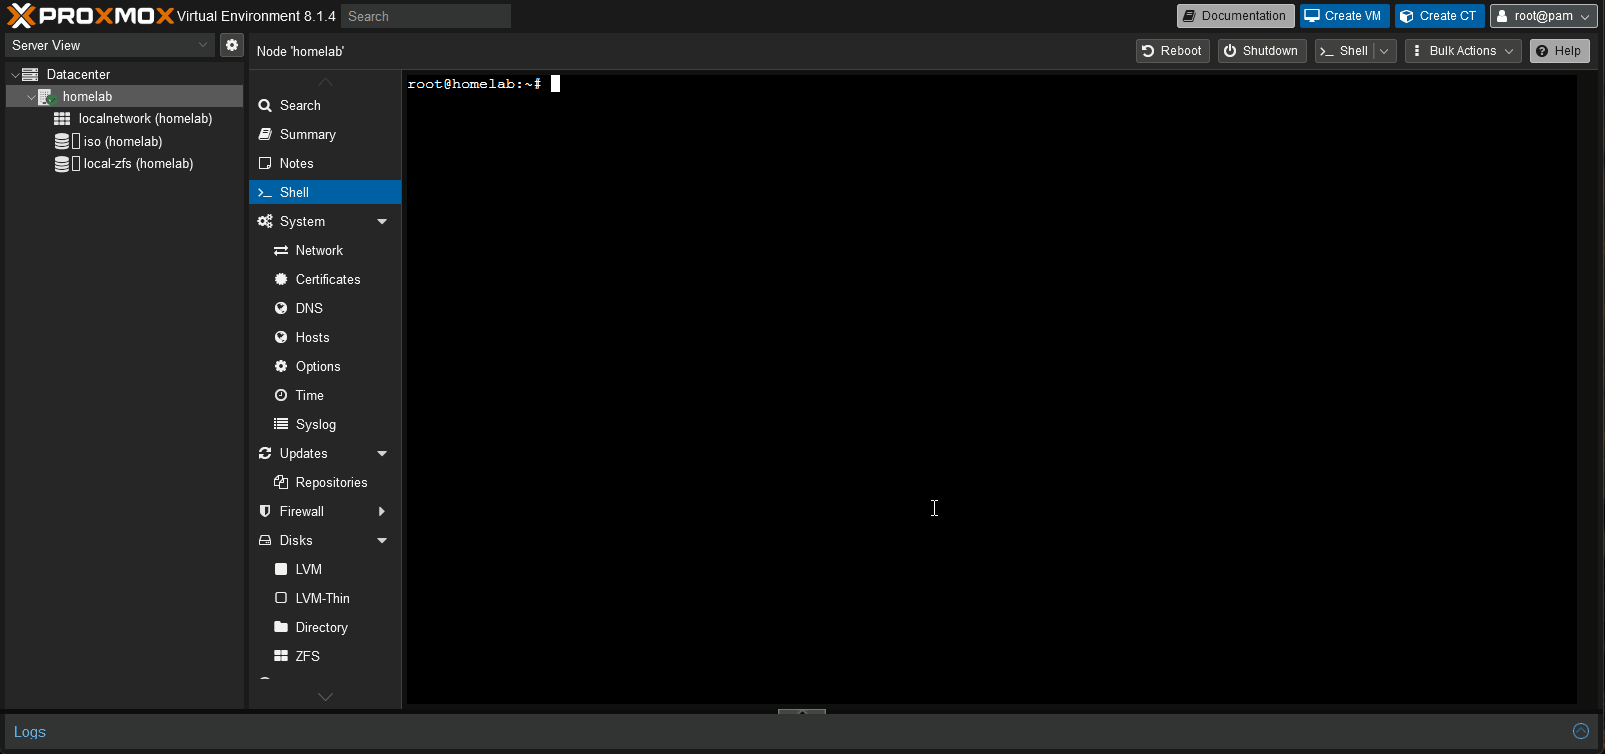 PROXMOX Virtual Environment 8.1.4 Search Documentation Create VM Create CT root@pam
Server View
Node 'homelab' Reboot Shutdown >_ Shell Bulk Actions Help
Datacenter
homelab
localnetwork (homelab)
iso (homelab)
local-zfs (homelab)
Search
Summary
Notes
>_ Shell
System
Network
Certificates
DNS
Hosts
Options
Time
Syslog
Updates
Repositories
Firewall
Disks
LVM
LVM-Thin
Directory
ZFS
root@homelab:~#
Logs